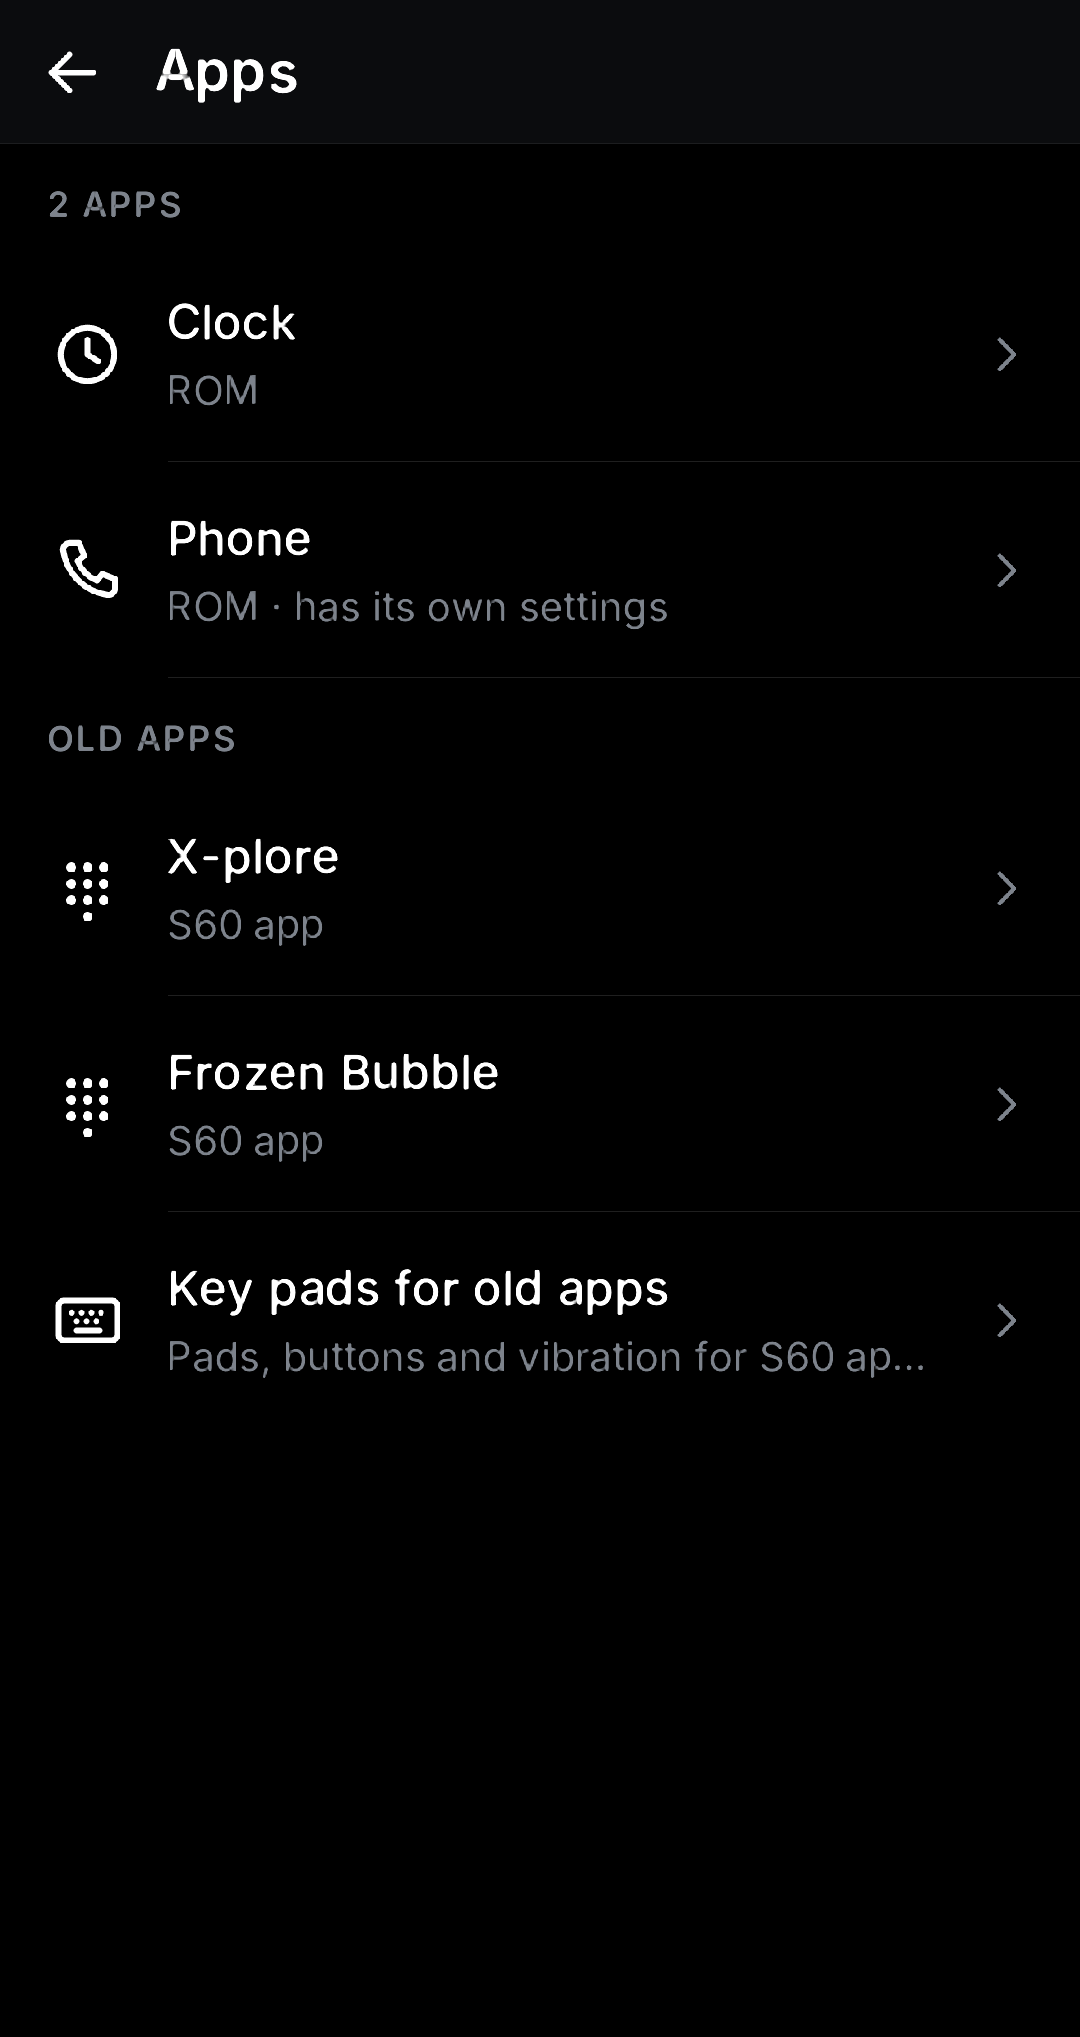 Apps
2 APPS
Clock
ROM
Phone
ROM · has its own settings
OLD APPS
X-plore
S60 app
Frozen Bubble
S60 app
Key pads for old apps
Pads, buttons and vibration for S60 ap...